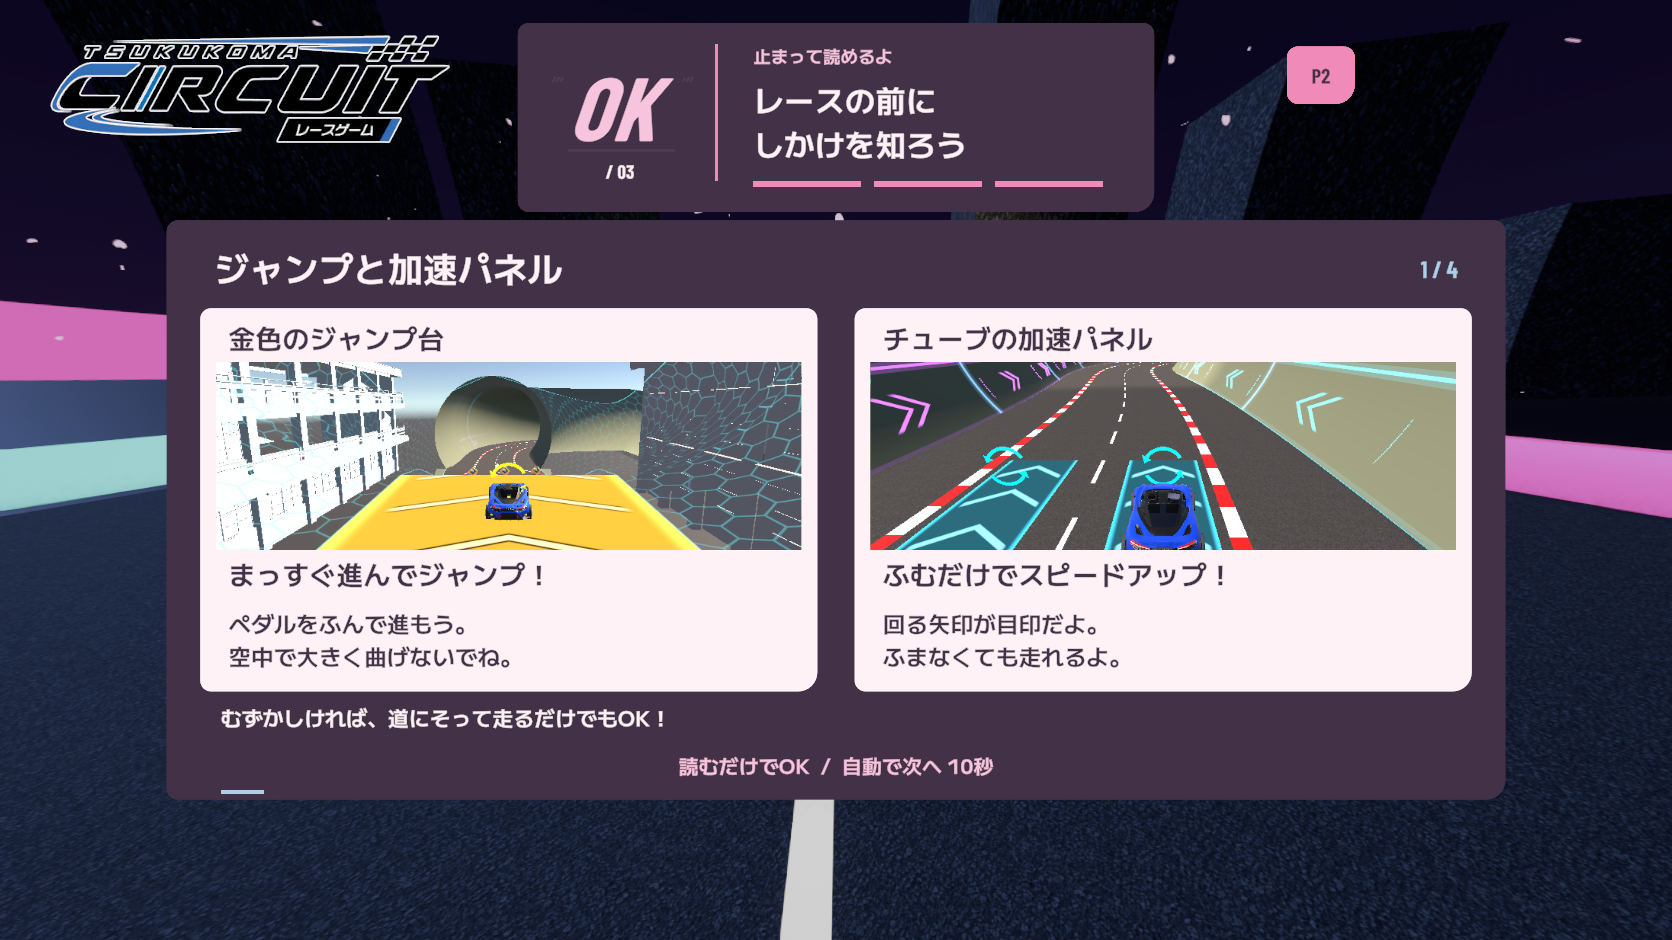 TSUKUKOMA
CIRCUIT
レースゲーム
OK
/ 03
止まって読めるよ
レースの前に
しかけを知ろう
P2
ジャンプと加速パネル
1/4
金色のジャンプ台
まっすぐ進んでジャンプ！
ペダルをふんで進もう。
空中で大きく曲げないでね。
チューブの加速パネル
ふむだけでスピードアップ！
回る矢印が目印だよ。
ふまなくても走れるよ。
むずかしければ、道にそって走るだけでもOK！
読むだけでOK / 自動で次へ 10秒